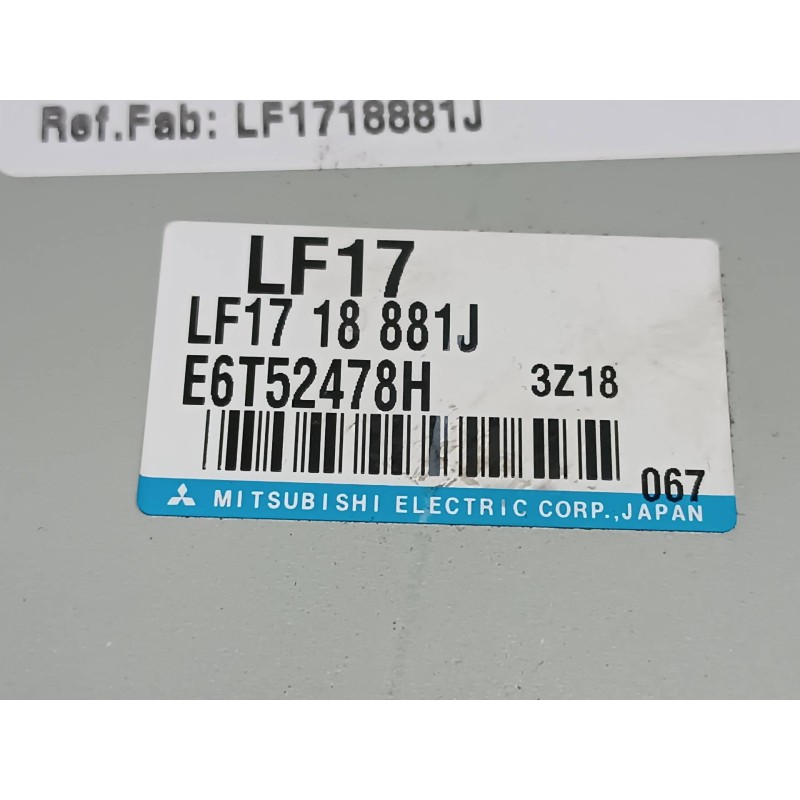 Ref.Fab: LF1718881J
LF17
LF17 18 881J
E6T52478H 3Z18
067
MITSUBISHI ELECTRIC CORP.,JAPAN